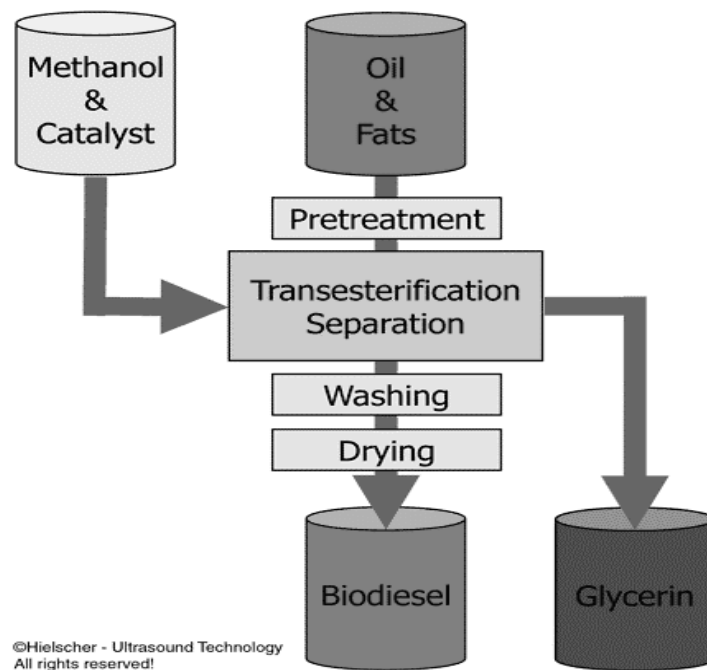 Methanol
&
Catalyst
Oil
&
Fats
Pretreatment
Transesterification
Separation
Washing
Drying
Biodiesel
Glycerin
©Hielscher - Ultrasound Technology
All rights reserved!